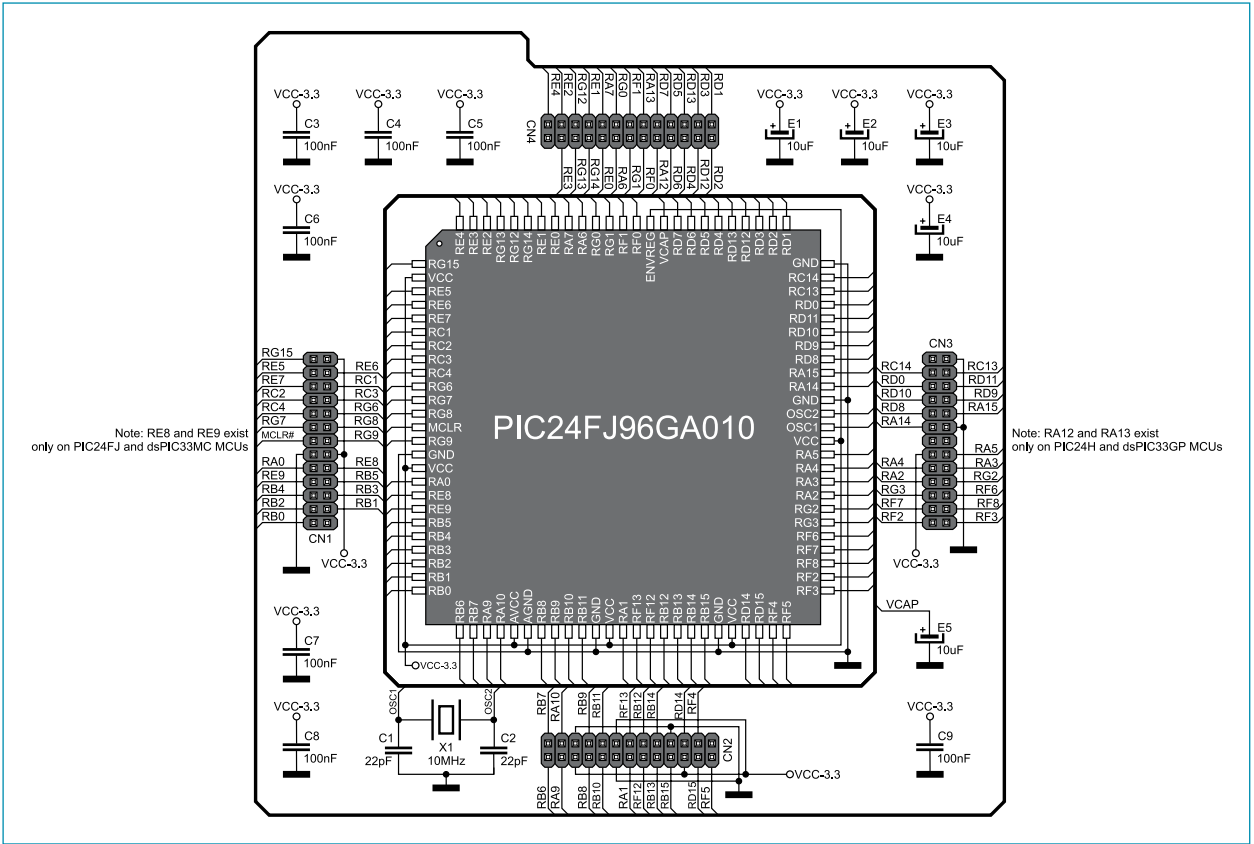 VCC-3.3
C3
100nF
VCC-3.3
C4
100nF
VCC-3.3
C5
100nF
VCC-3.3
C6
100nF
RE4
RE2
RG12
RE1
RA7
RG0
RF1
RA13
RD7
RD5
RD13
RD3
RD1
CN4
RE3
RG13
RG14
RE0
RA6
RG1
RF0
RA12
RD6
RD4
RD12
RD2
VCC-3.3
E1
10uF
VCC-3.3
E2
10uF
VCC-3.3
E3
10uF
VCC-3.3
E4
10uF
RE4
RE3
RE2
RG13
RG12
RG14
RE1
RE0
RA7
RA6
RG0
RG1
RF1
RF0
ENVREG
VCAP
RD7
RD6
RD5
RD4
RD13
RD12
RD3
RD2
RD1
RG15
VCC
RE5
RE6
RE7
RC1
RC2
RC3
RC4
RG6
RG7
RG8
MCLR
RG9
GND
VCC
RA0
RE8
RE9
RB5
RB4
RB3
RB2
RB1
RB0
PIC24FJ96GA010
GND
RC14
RC13
RD0
RD11
RD10
RD9
RD8
RA15
RA14
GND
OSC2
OSC1
VCC
RA5
RA4
RA3
RA2
RG2
RG3
RF6
RF7
RF8
RF2
RF3
RB6
RB7
RA9
RA10
AVCC
AGND
RB8
RB9
RB10
RB11
GND
VCC
RA1
RF13
RF12
RB12
RB13
RB14
RB15
GND
VCC
RD14
RD15
RF4
RF5
RG15
RE5
RE7
RC2
RC4
RG7
MCLR#
RA0
RE9
RB4
RB2
RB0
RE6
RC1
RC3
RG6
RG8
RG9
RE8
RB5
RB3
RB1
CN1
VCC-3.3
Note: RE8 and RE9 exist
only on PIC24FJ and dsPIC33MC MCUs
CN3
RC14
RD0
RD10
RD8
RA14
RA4
RA2
RG3
RF7
RF2
RC13
RD11
RD9
RA15
RA5
RA3
RG2
RF6
RF8
RF3
VCC-3.3
Note: RA12 and RA13 exist
only on PIC24H and dsPIC33GP MCUs
VCC-3.3
C7
100nF
VCC-3.3
C8
100nF
VCC-3.3
OSC1
OSC2
C1
22pF
X1
10MHz
C2
22pF
RB7
RA10
RB9
RB11
RF13
RB12
RB14
RD14
RF4
CN2
RB6
RA9
RB8
RB10
RA1
RF12
RB13
RB15
RD15
RF5
VCC-3.3
VCAP
E5
10uF
VCC-3.3
C9
100nF